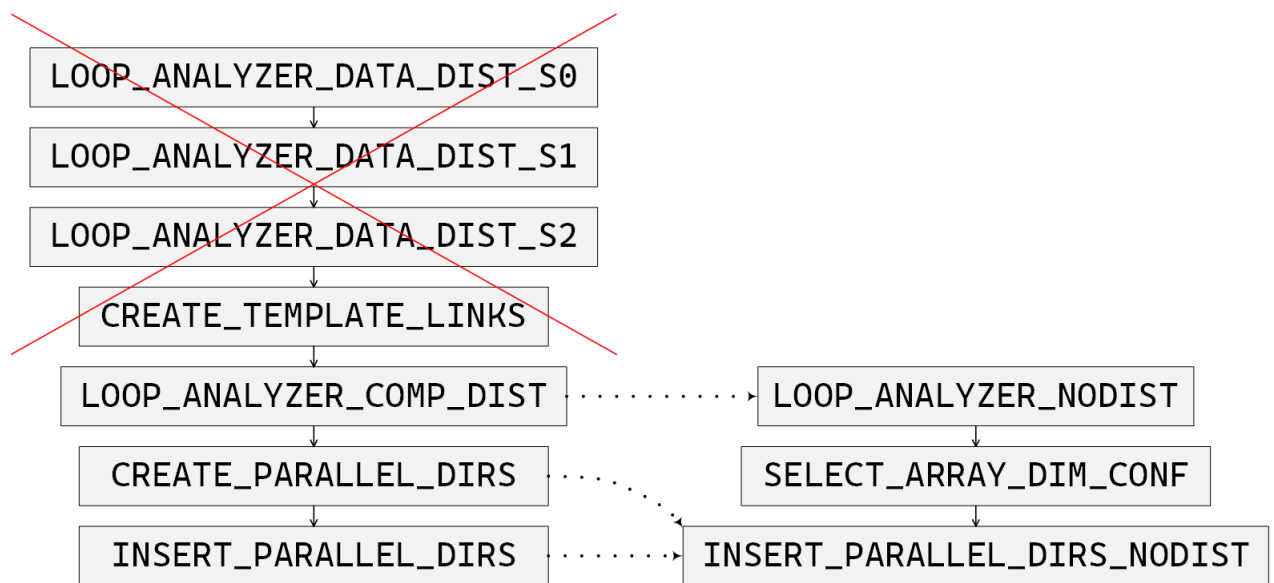 LOOP_ANALYZER_DATA_DIST_S0
LOOP_ANALYZER_DATA_DIST_S1
LOOP_ANALYZER_DATA_DIST_S2
CREATE_TEMPLATE_LINKS
LOOP_ANALYZER_COMP_DIST
LOOP_ANALYZER_NODIST
CREATE_PARALLEL_DIRS
SELECT_ARRAY_DIM_CONF
INSERT_PARALLEL_DIRS
INSERT_PARALLEL_DIRS_NODIST